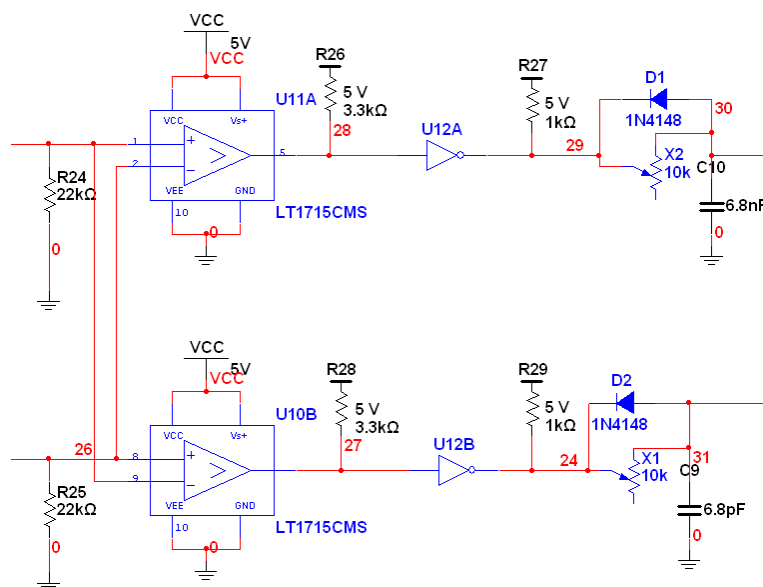 VCC
5V
VCC
R26
5 V
3.3kΩ
28
R27
5 V
1kΩ
29
D1
1N4148
30
U11A
VCC
Vs+
1
+
2
−
>
5
VEE
GND
10
0
LT1715CMS
U12A
X2
10k
C10
6.8nF
0
R24
22kΩ
0
VCC
5V
VCC
R28
5 V
3.3kΩ
27
R29
5 V
1kΩ
24
D2
1N4148
31
U10B
VCC
Vs+
26
8
+
9
−
>
VEE
GND
10
0
LT1715CMS
U12B
X1
10k
C9
6.8pF
0
R25
22kΩ
0